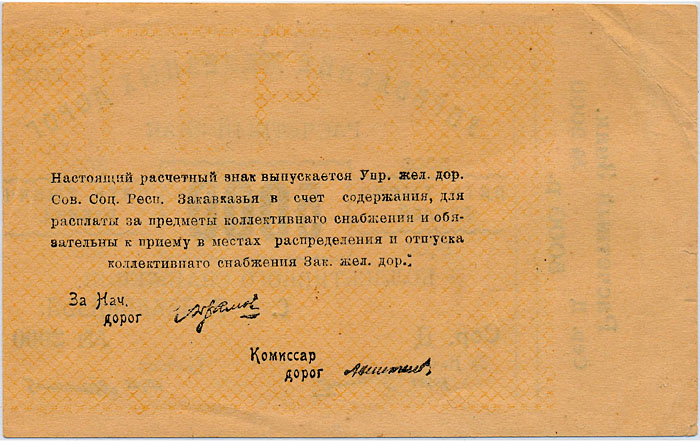 Настоящий расчетный знак выпускается Упр. жел. дор.
Сов. Соц. Респ. Закавказья в счет содержания, для
расплаты за предметы коллективнаго снабжения и обя-
зательны к приему в местах распределения и отпуска
коллективнаго снабжения Зак. жел. дор.
За Нач.
дорог
Комиссар
дорог